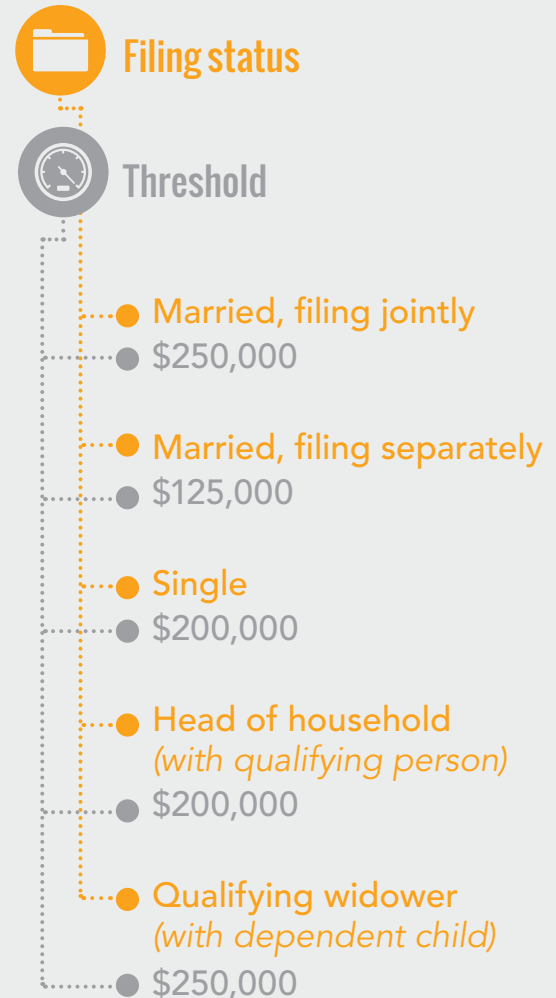 Filing status
Threshold
Married, filing jointly
$250,000
Married, filing separately
$125,000
Single
$200,000
Head of household
(with qualifying person)
$200,000
Qualifying widower
(with dependent child)
$250,000